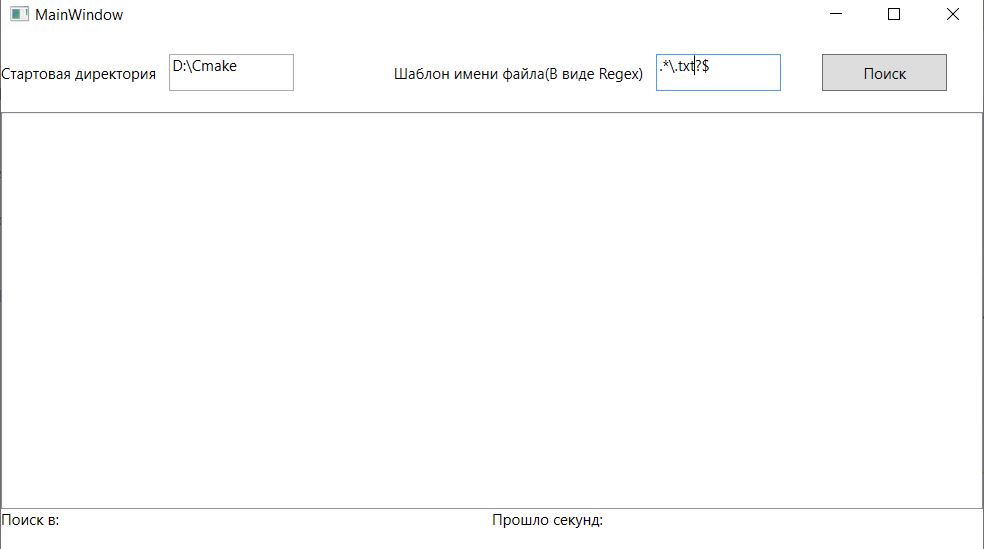 MainWindow
Стартовая директория D:\Cmake Шаблон имени файла(В виде Regex) .*\.txt?$ Поиск
Поиск в: Прошло секунд: